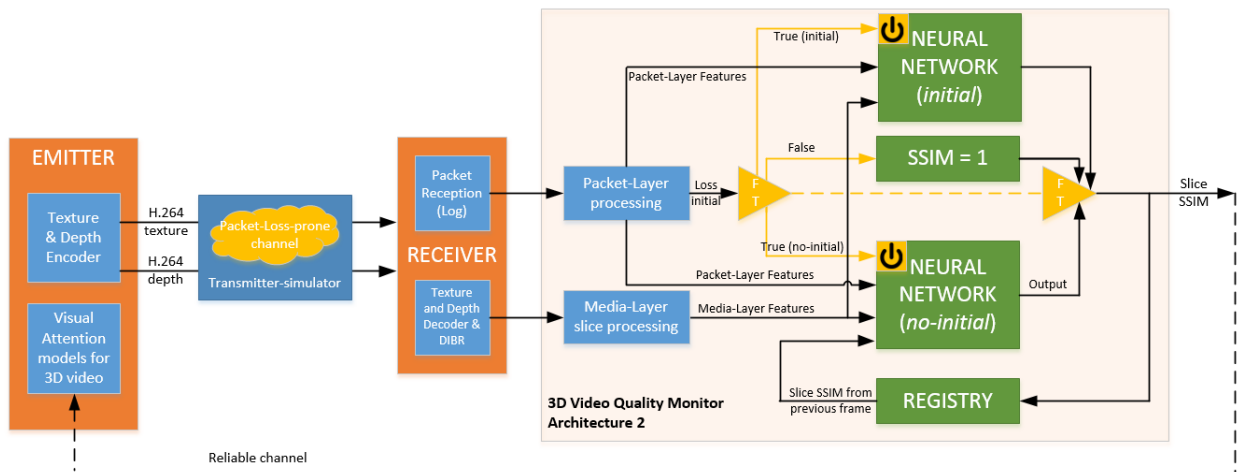 EMITTER
Texture
& Depth
Encoder
Visual
Attention
models for
3D video
H.264
texture
H.264
depth
Packet-Loss-prone
channel
Transmitter-simulator
Packet
Reception
(Log)
RECEIVER
Texture
and Depth
Decoder &
DIBR
Packet-Layer
processing
Media-Layer
slice processing
Packet-Layer Features
Loss
initial
True (initial)
False
True (no-initial)
Packet-Layer Features
Media-Layer Features
F
T
NEURAL
NETWORK
(initial)
SSIM = 1
F
T
NEURAL
NETWORK
(no-initial)
Output
Slice SSIM from
previous frame
REGISTRY
Slice
SSIM
3D Video Quality Monitor
Architecture 2
Reliable channel